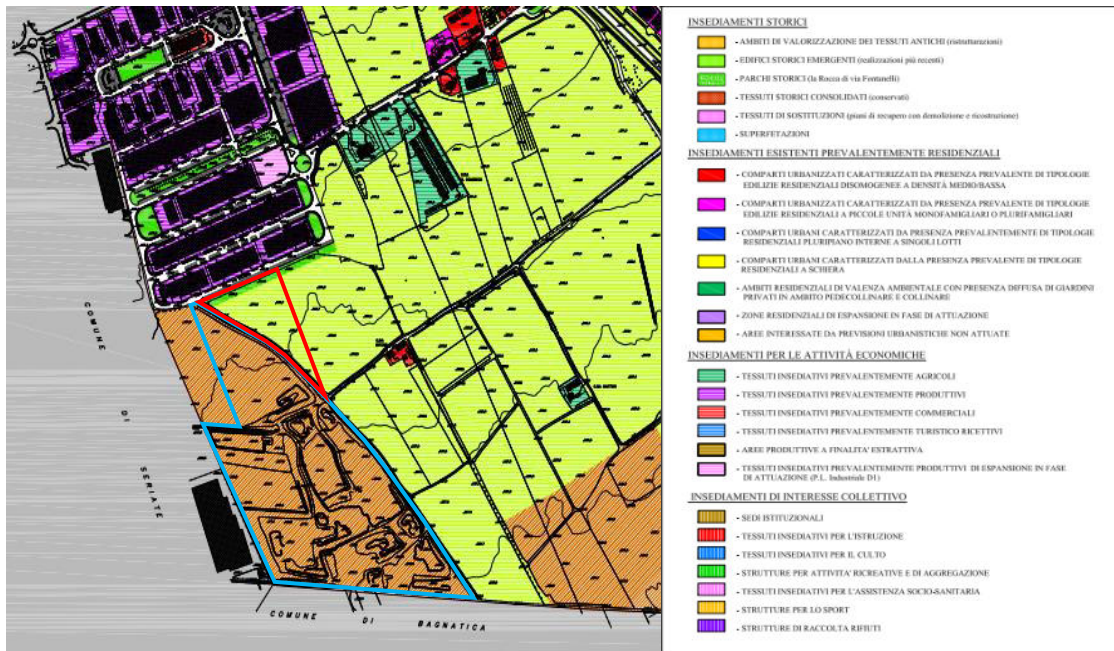 COMUNE
DI
SERIATE
COMUNE DI BAGNATICA
INSEDIAMENTI STORICI
- AMBITI DI VALORIZZAZIONE DEI TESSUTI ANTICHI (ristrutturazioni)
- EDIFICI STORICI EMERGENTI (realizzazioni più recenti)
- PARCHI STORICI (la Rocca di via Fontanelli)
- TESSUTI STORICI CONSOLIDATI (conservati)
- TESSUTI DI SOSTITUZIONI (piani di recupero con demolizione e ricostruzione)
- SUPERFETAZIONI
INSEDIAMENTI ESISTENTI PREVALENTEMENTE RESIDENZIALI
- COMPARTI URBANIZZATI CARATTERIZZATI DA PRESENZA PREVALENTE DI TIPOLOGIE
EDILIZIE RESIDENZIALI DISOMOGENEE A DENSITÀ MEDIO/BASSA
- COMPARTI URBANIZZATI CARATTERIZZATI DA PRESENZA PREVALENTE DI TIPOLOGIE
EDILIZIE RESIDENZIALI A PICCOLE UNITÀ MONOFAMIGLIARI O PLURIFAMIGLIARI
- COMPARTI URBANI CARATTERIZZATI DA PRESENZA PREVALENTEMENTE DI TIPOLOGIE
RESIDENZIALI PLURIPIANO INTERNE A SINGOLI LOTTI
- COMPARTI URBANI CARATTERIZZATI DALLA PRESENZA PREVALENTE DI TIPOLOGIE
RESIDENZIALI A SCHIERA
- AMBITI RESIDENZIALI DI VALENZA AMBIENTALE CON PRESENZA DIFFUSA DI GIARDINI
PRIVATI IN AMBITO PEDECOLLINARE E COLLINARE
- ZONE RESIDENZIALI DI ESPANSIONE IN FASE DI ATTUAZIONE
- AREE INTERESSATE DA PREVISIONI URBANISTICHE NON ATTUATE
INSEDIAMENTI PER LE ATTIVITÀ ECONOMICHE
- TESSUTI INSEDIATIVI PREVALENTEMENTE AGRICOLI
- TESSUTI INSEDIATIVI PREVALENTEMENTE PRODUTTIVI
- TESSUTI INSEDIATIVI PREVALENTEMENTE COMMERCIALI
- TESSUTI INSEDIATIVI PREVALENTEMENTE TURISTICO RICETTIVI
- AREE PRODUTTIVE A FINALITA' ESTRATTIVA
- TESSUTI INSEDIATIVI PREVALENTEMENTE PRODUTTIVI DI ESPANSIONE IN FASE
DI ATTUAZIONE (P.L. Industriale D1)
INSEDIAMENTI DI INTERESSE COLLETTIVO
- SEDI ISTITUZIONALI
- TESSUTI INSEDIATIVI PER L'ISTRUZIONE
- TESSUTI INSEDIATIVI PER IL CULTO
- STRUTTURE PER ATTIVITA' RICREATIVE E DI AGGREGAZIONE
- TESSUTI INSEDIATIVI PER L'ASSISTENZA SOCIO-SANITARIA
- STRUTTURE PER LO SPORT
- STRUTTURE DI RACCOLTA RIFIUTI